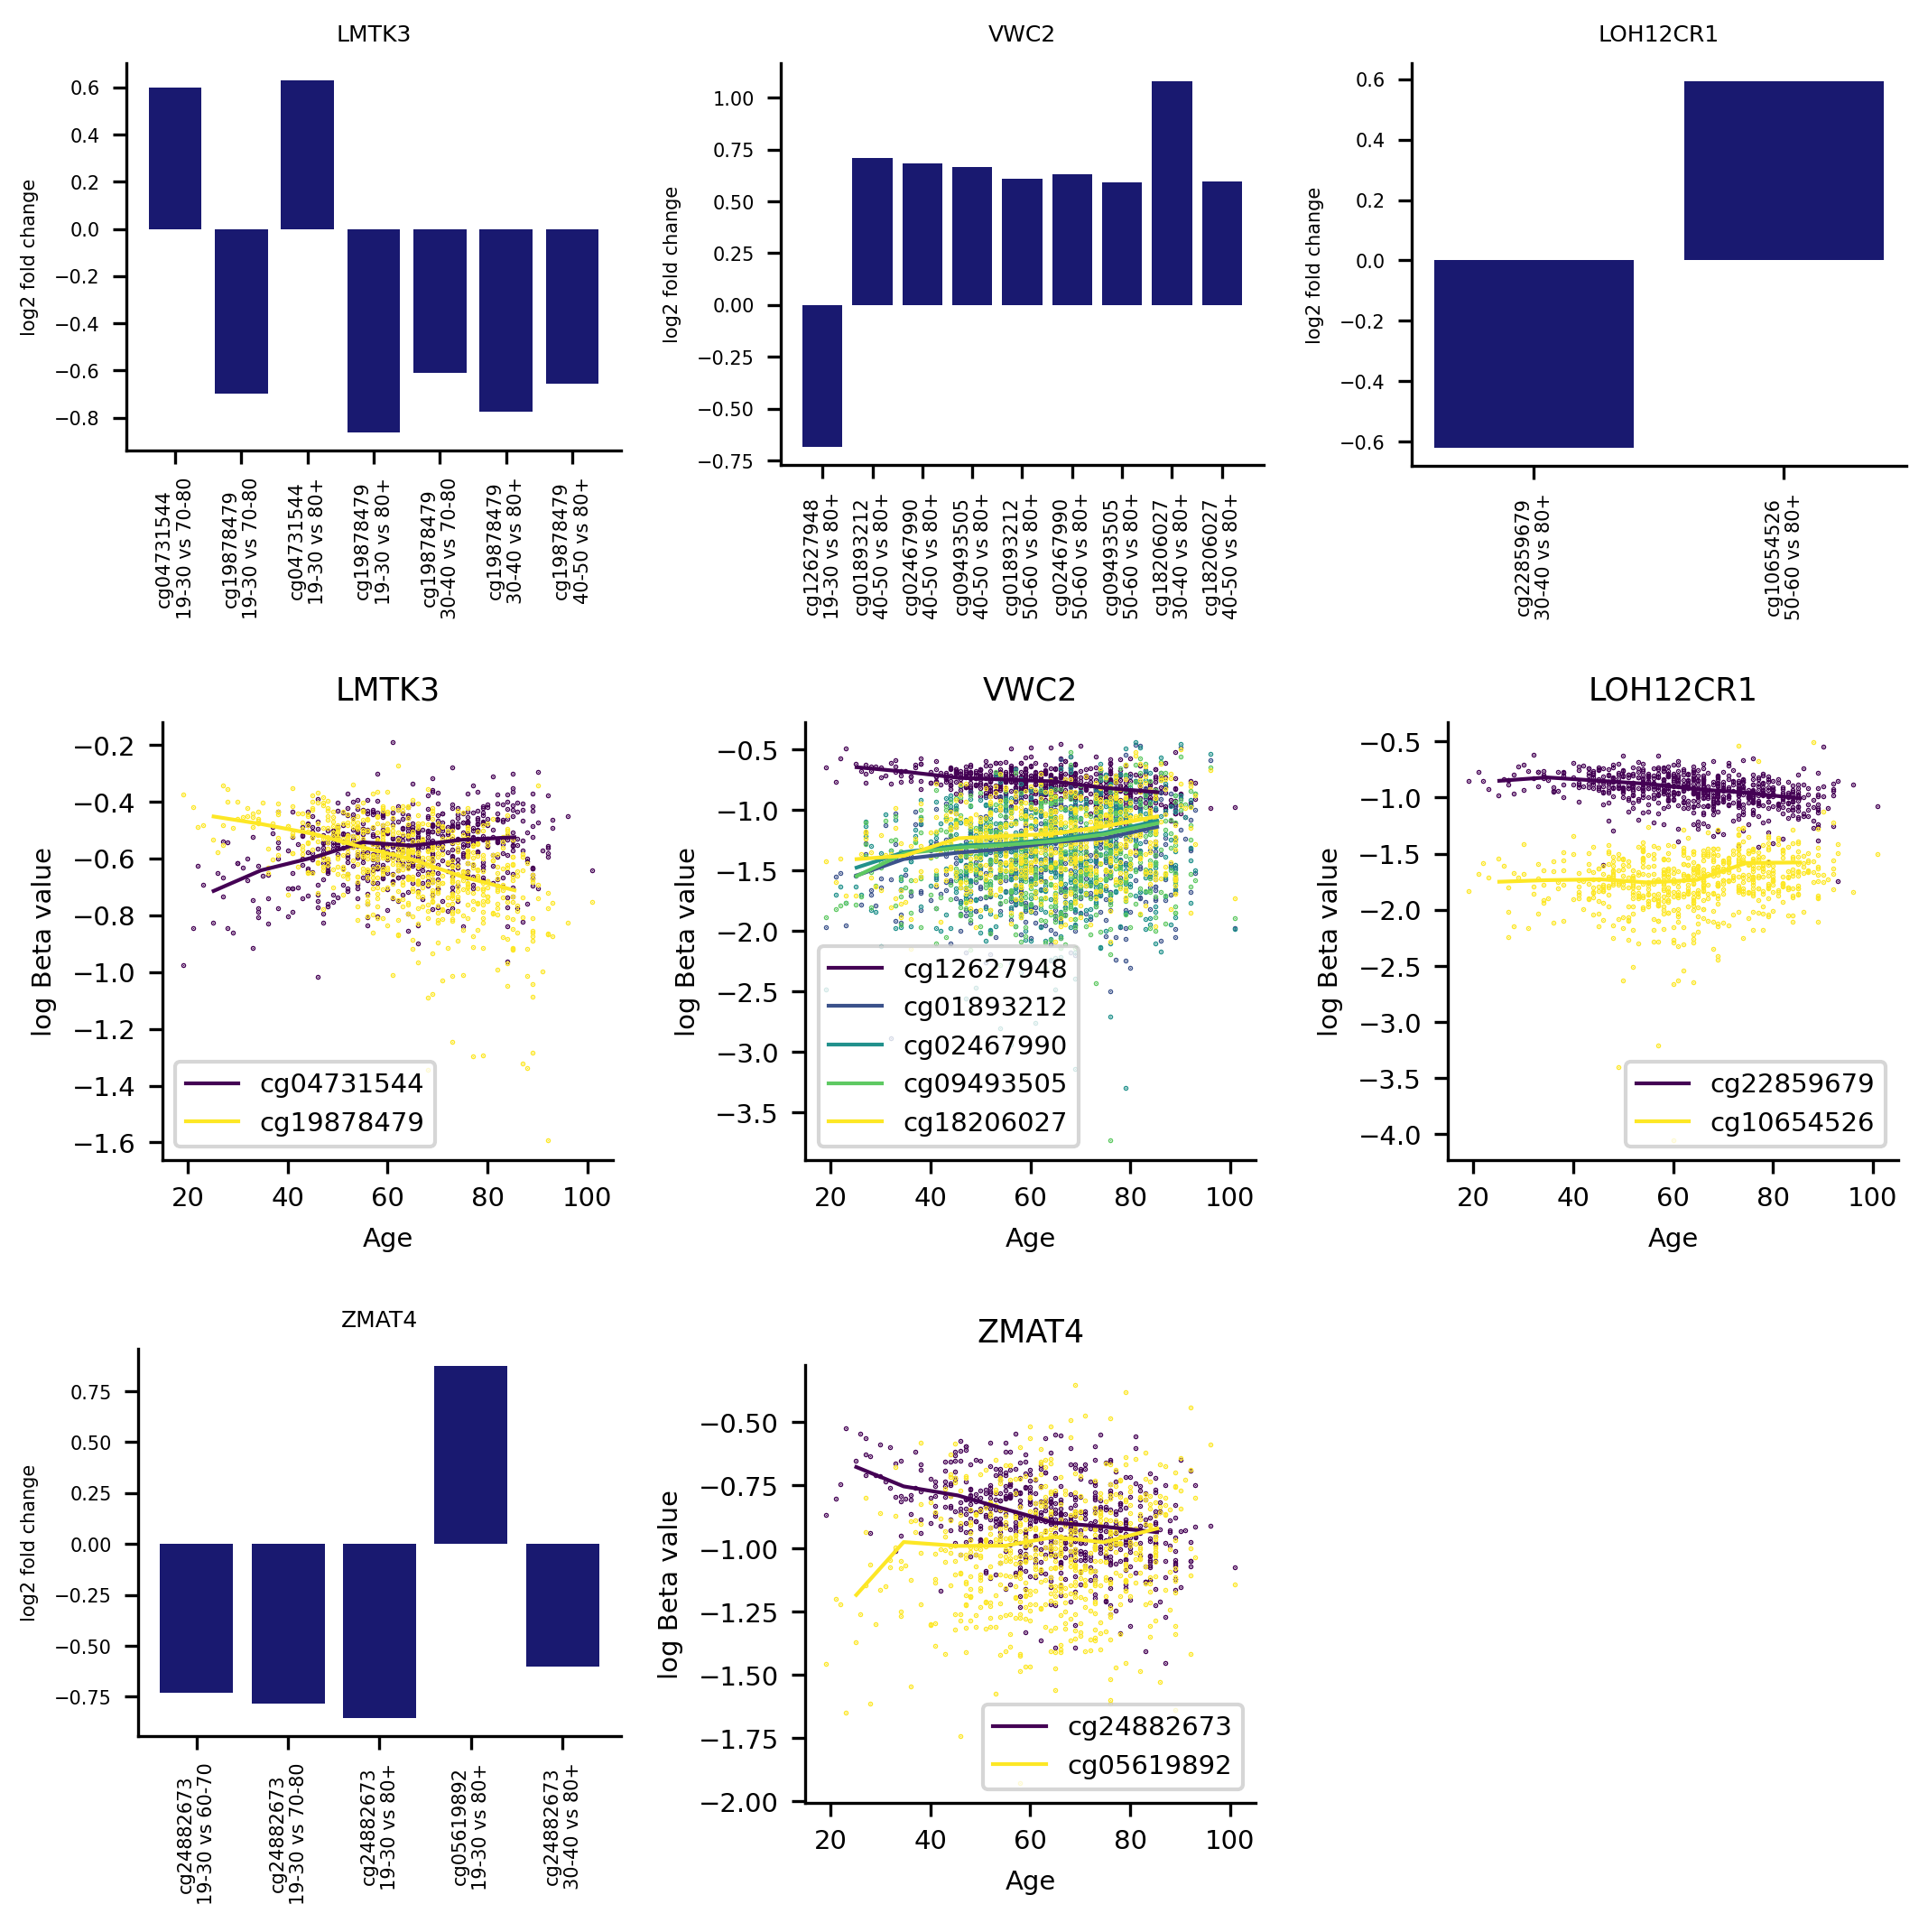 LMTK3
log2 fold change
0.6
0.4
0.2
0.0
−0.2
−0.4
−0.6
−0.8
cg04731544
19-30 vs 70-80
cg19878479
19-30 vs 70-80
cg04731544
19-30 vs 80+
cg19878479
19-30 vs 80+
cg19878479
30-40 vs 70-80
cg19878479
30-40 vs 80+
cg19878479
40-50 vs 80+
VWC2
log2 fold change
1.00
0.75
0.50
0.25
0.00
−0.25
−0.50
−0.75
cg12627948
19-30 vs 80+
cg01893212
40-50 vs 80+
cg02467990
40-50 vs 80+
cg09493505
40-50 vs 80+
cg01893212
50-60 vs 80+
cg02467990
50-60 vs 80+
cg09493505
50-60 vs 80+
cg18206027
30-40 vs 80+
cg18206027
40-50 vs 80+
LOH12CR1
log2 fold change
0.6
0.4
0.2
0.0
−0.2
−0.4
−0.6
cg22859679
30-40 vs 80+
cg10654526
50-60 vs 80+
LMTK3
log Beta value
−0.2
−0.4
−0.6
−0.8
−1.0
−1.2
−1.4
−1.6
cg04731544
cg19878479
20 40 60 80 100
Age
VWC2
log Beta value
−0.5
−1.0
−1.5
−2.0
−2.5
−3.0
−3.5
cg12627948
cg01893212
cg02467990
cg09493505
cg18206027
20 40 60 80 100
Age
LOH12CR1
log Beta value
−0.5
−1.0
−1.5
−2.0
−2.5
−3.0
−3.5
−4.0
cg22859679
cg10654526
20 40 60 80 100
Age
ZMAT4
log2 fold change
0.75
0.50
0.25
0.00
−0.25
−0.50
−0.75
cg24882673
19-30 vs 60-70
cg24882673
19-30 vs 70-80
cg24882673
19-30 vs 80+
cg05619892
19-30 vs 80+
cg24882673
30-40 vs 80+
ZMAT4
log Beta value
−0.50
−0.75
−1.00
−1.25
−1.50
−1.75
−2.00
cg24882673
cg05619892
20 40 60 80 100
Age